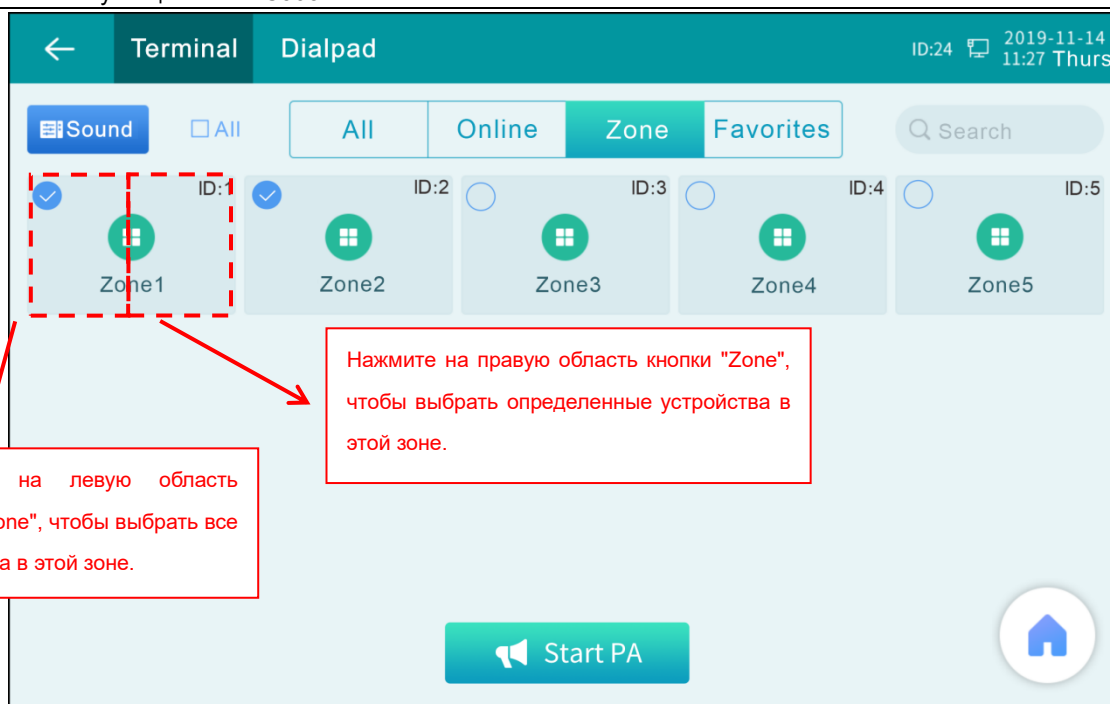 Terminal Dialpad ID:24 2019-11-14
11:27 Thurs
Sound All All Online Zone Favorites Search
ID:1 ID:2 ID:3 ID:4 ID:5
Zone1 Zone2 Zone3 Zone4 Zone5
Нажмите на правую область кнопки "Zone",
чтобы выбрать определенные устройства в
этой зоне.
на левую область
one", чтобы выбрать все
а в этой зоне.
Start PA